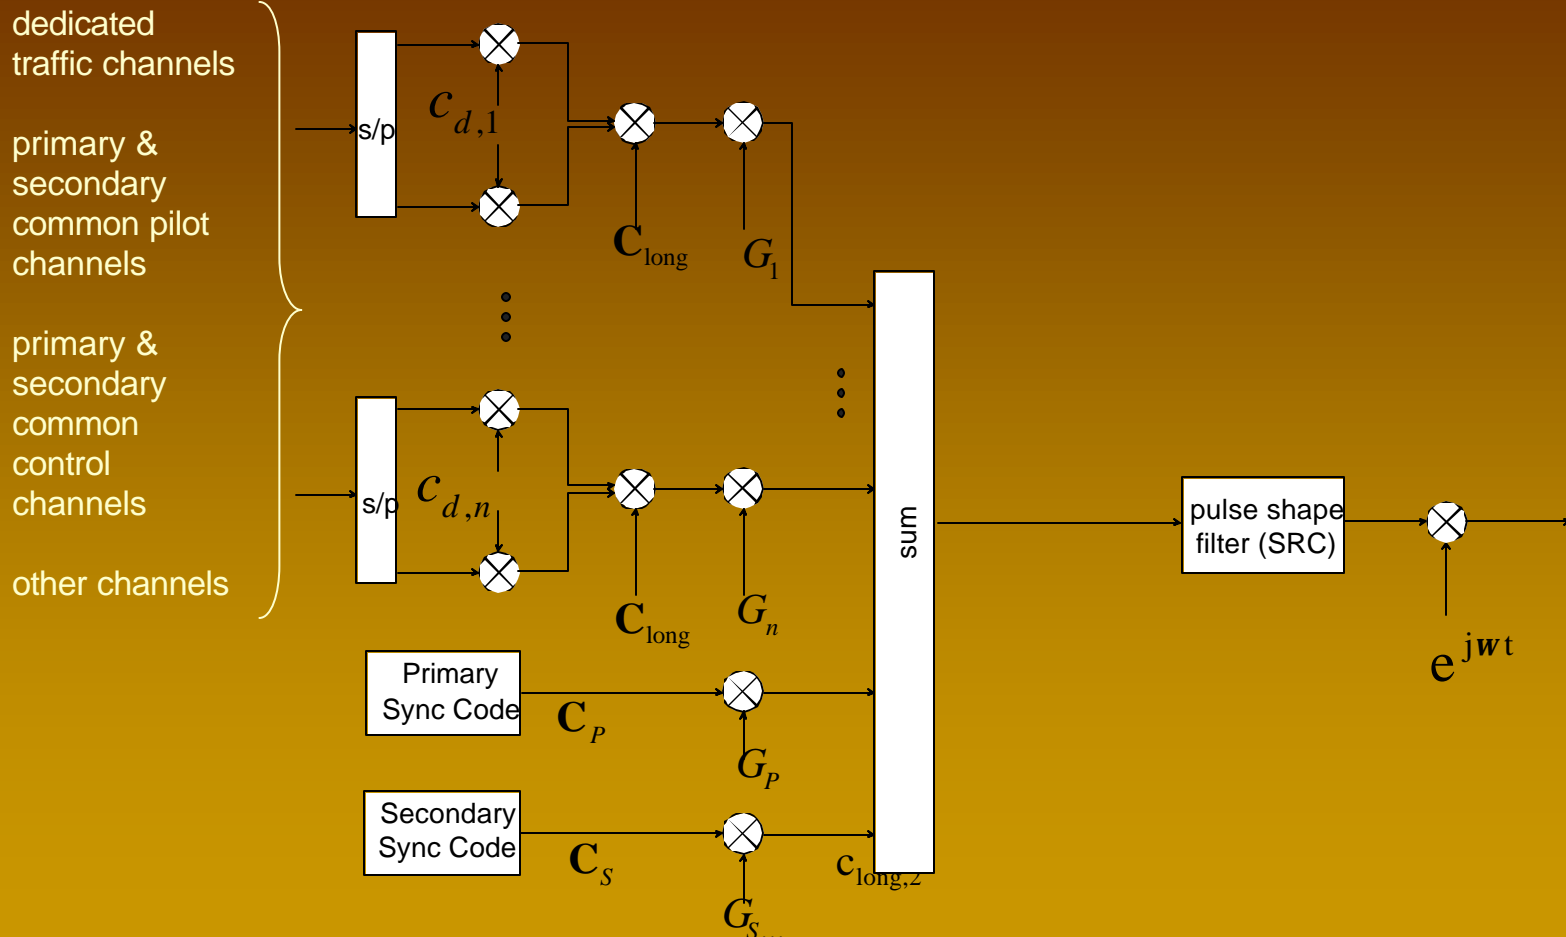 dedicated
traffic channels
primary &
secondary
common pilot
channels
primary &
secondary
common
control
channels
other channels
s/p
c d,1
C long
G 1
s/p
c d,n
C long
G n
sum
pulse shape
filter (SRC)
e jwt
Primary
Sync Code
C P
G P
Secondary
Sync Code
C S
G S
c long,2